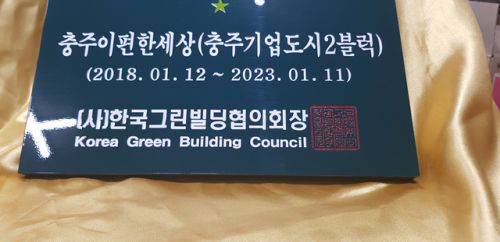 충주이편한세상(충주기업도시2블럭)
(2018. 01. 12 ~ 2023. 01. 11)
(사)한국그린빌딩협의회장
Korea Green Building Council